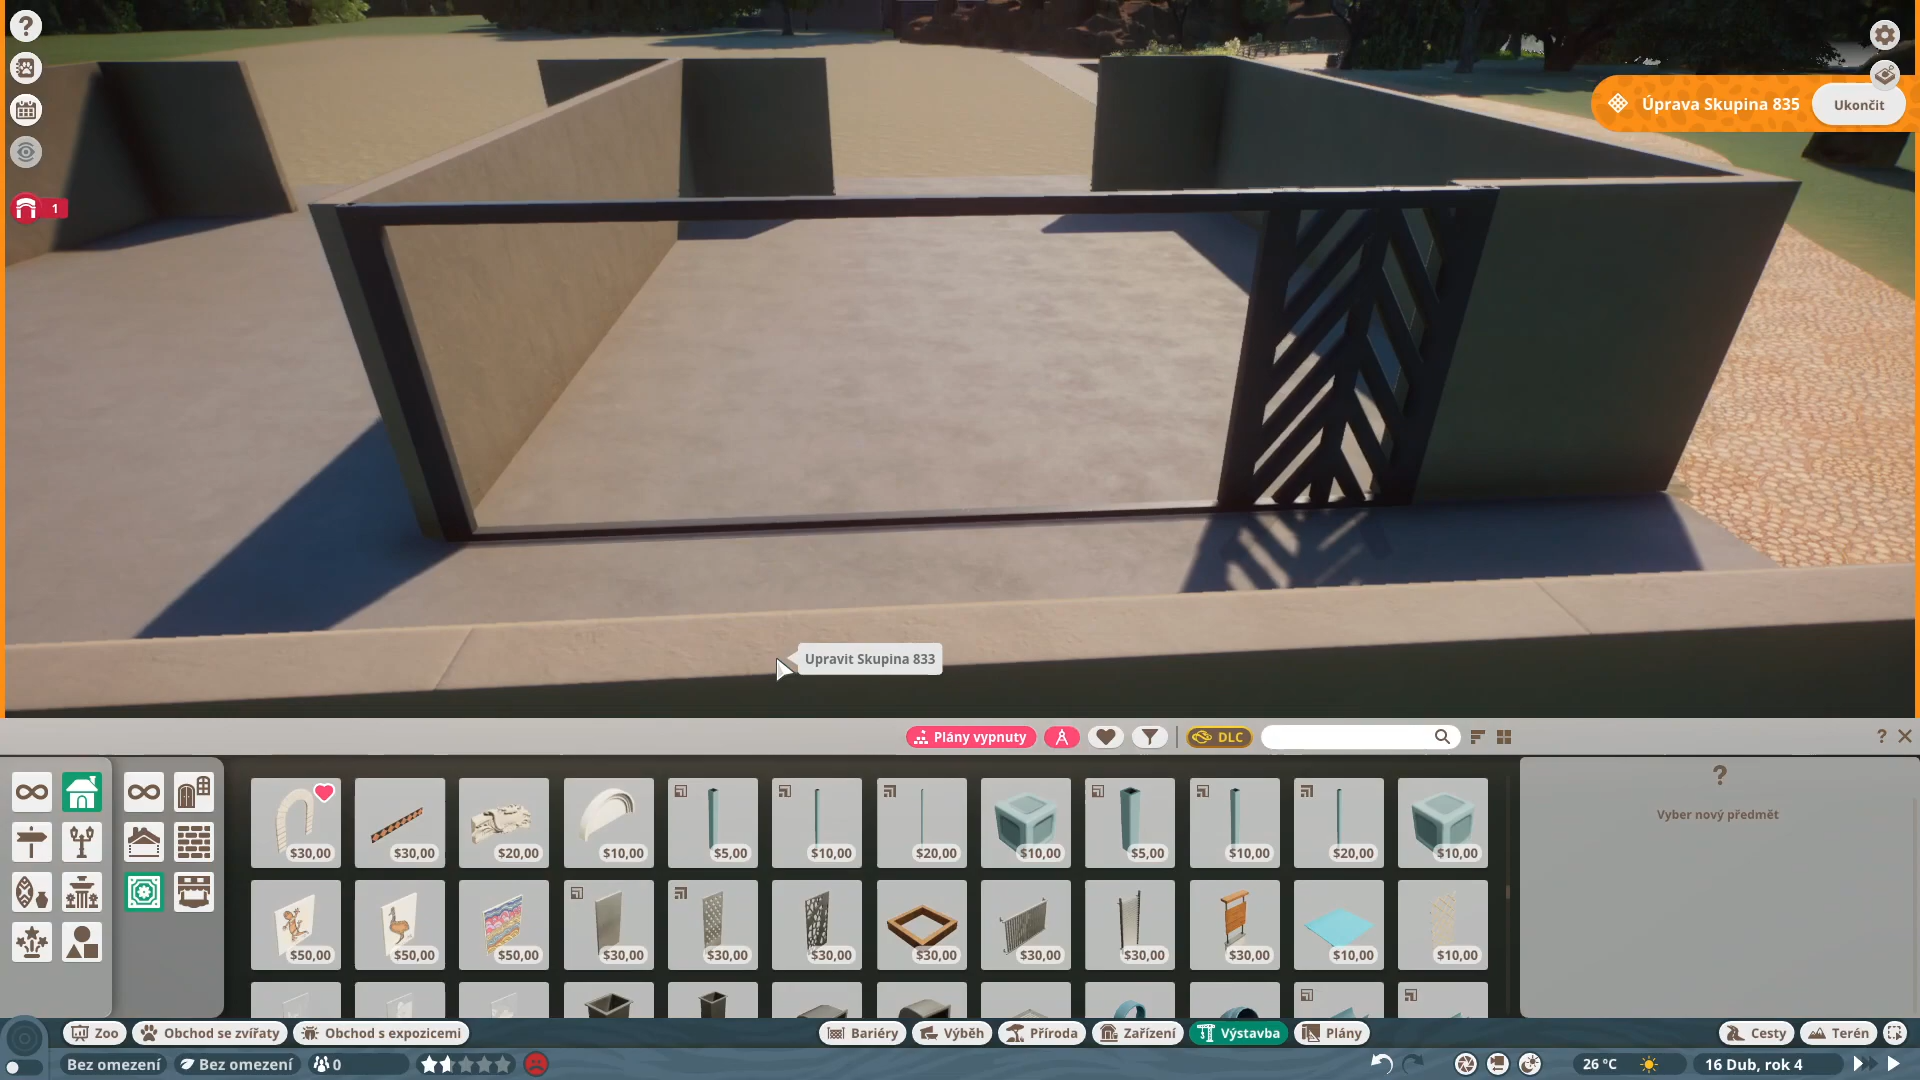 1
Úprava Skupina 835
Ukončit
Upravit Skupina 833
Plány vypnuty
DLC
Vyber nový předmět
$30,00 $30,00 $20,00 $10,00 $5,00 $10,00 $20,00 $10,00 $5,00 $10,00 $20,00 $10,00
$50,00 $50,00 $50,00 $30,00 $30,00 $30,00 $30,00 $30,00 $30,00 $30,00 $10,00 $10,00
Zoo Obchod se zvířaty Obchod s expozicemi Bariéry Výběh Příroda Zařízení Výstavba Plány Cesty Terén
Bez omezení Bez omezení 0 26 °C 16 Dub, rok 4